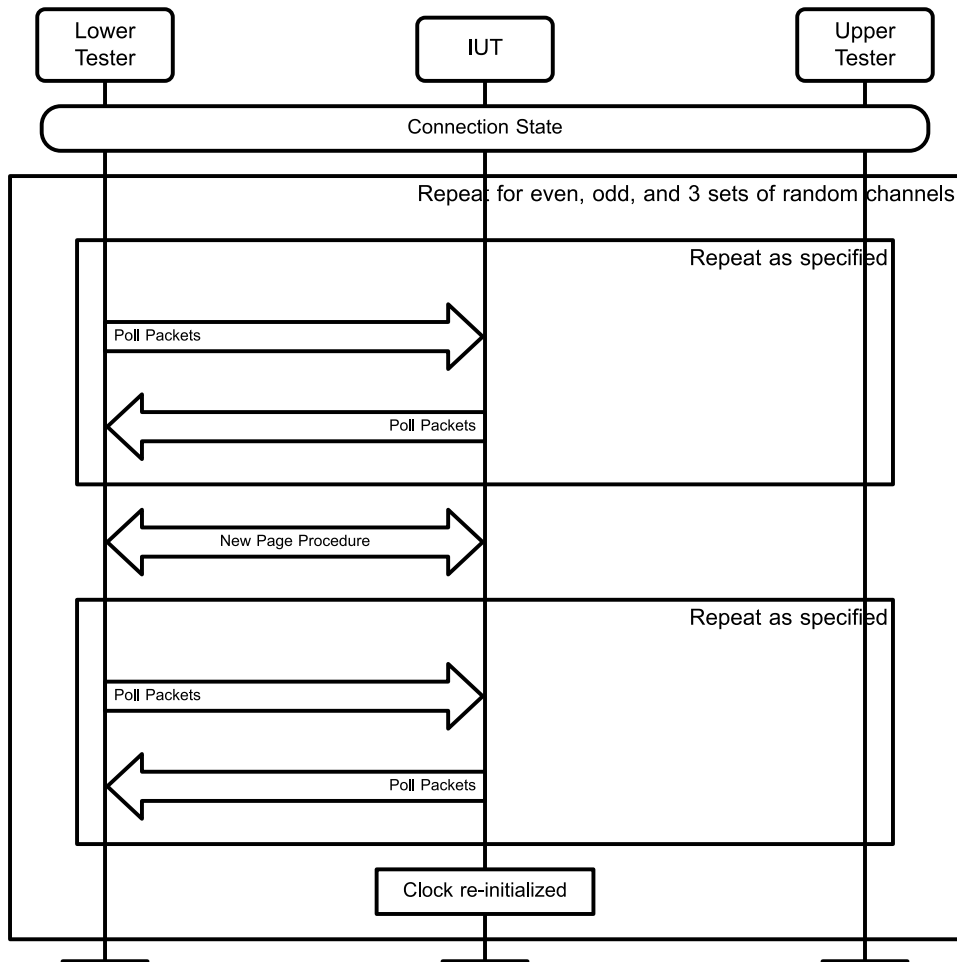 Lower
Tester
IUT
Upper
Tester
Connection State
Repeat for even, odd, and 3 sets of random channels
Repeat as specified
Poll Packets
Poll Packets
New Page Procedure
Repeat as specified
Poll Packets
Poll Packets
Clock re-initialized